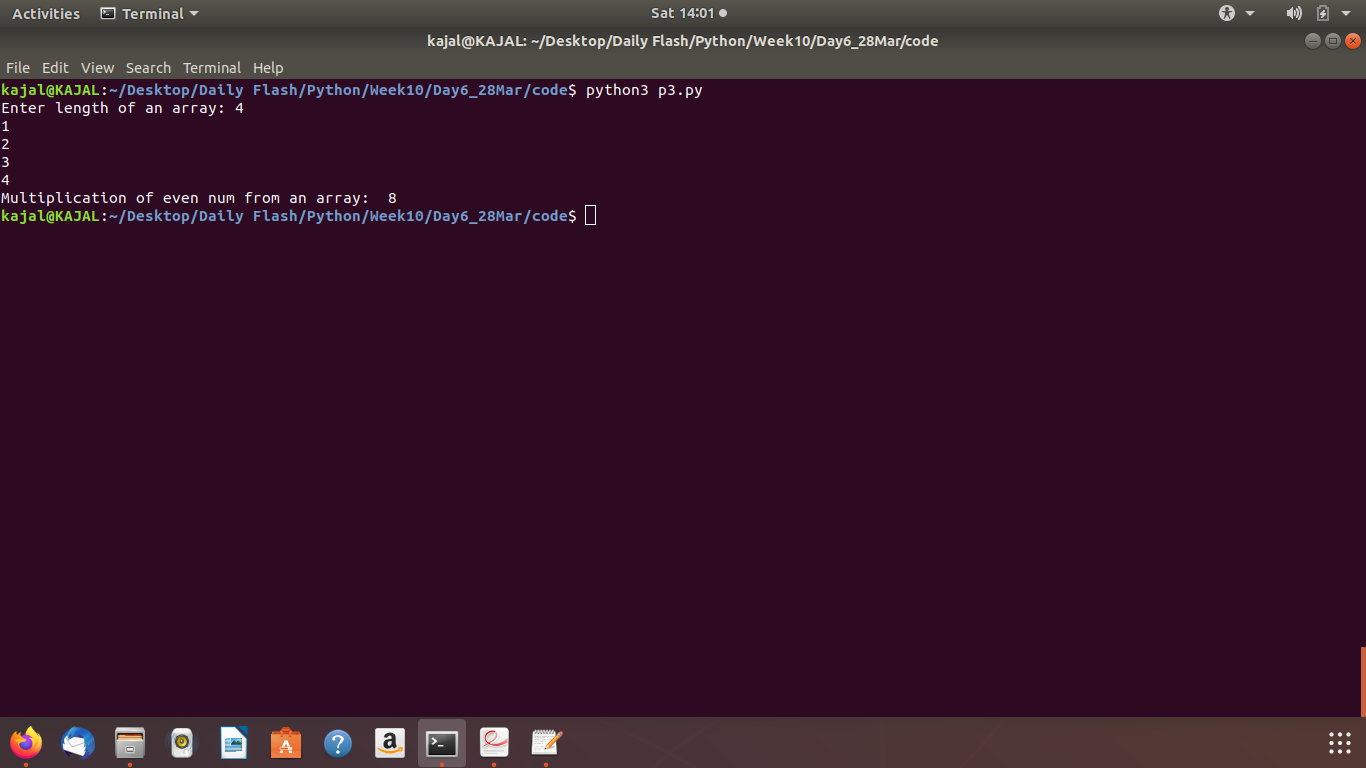 Activities Terminal Sat 14:01
kajal@KAJAL: ~/Desktop/Daily Flash/Python/Week10/Day6_28Mar/code
File Edit View Search Terminal Help
kajal@KAJAL:~/Desktop/Daily Flash/Python/Week10/Day6_28Mar/code$ python3 p3.py
Enter length of an array: 4
1
2
3
4
Multiplication of even num from an array:  8
kajal@KAJAL:~/Desktop/Daily Flash/Python/Week10/Day6_28Mar/code$